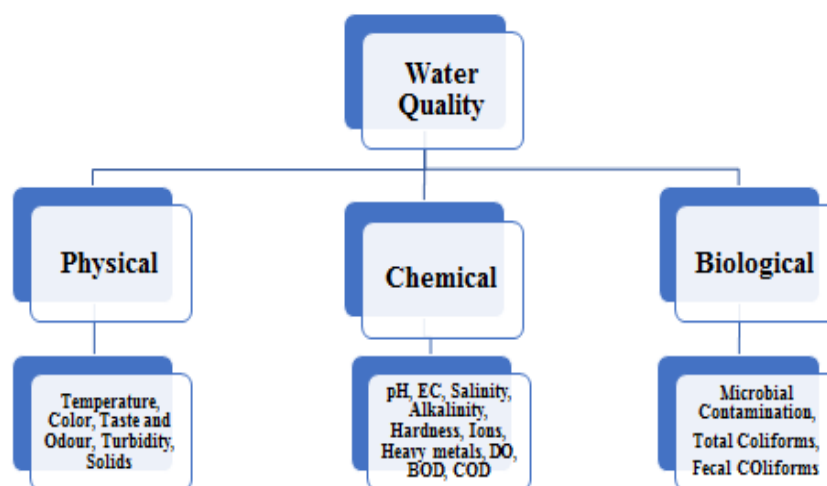 Water
Quality
Physical
Chemical
Biological
Temperature,
Color, Taste and
Odour, Turbidity,
Solids
pH, EC, Salinity,
Alkalinity,
Hardness, Ions,
Heavy metals, DO,
BOD, COD
Microbial
Contamination,
Total Coliforms,
Fecal COliforms